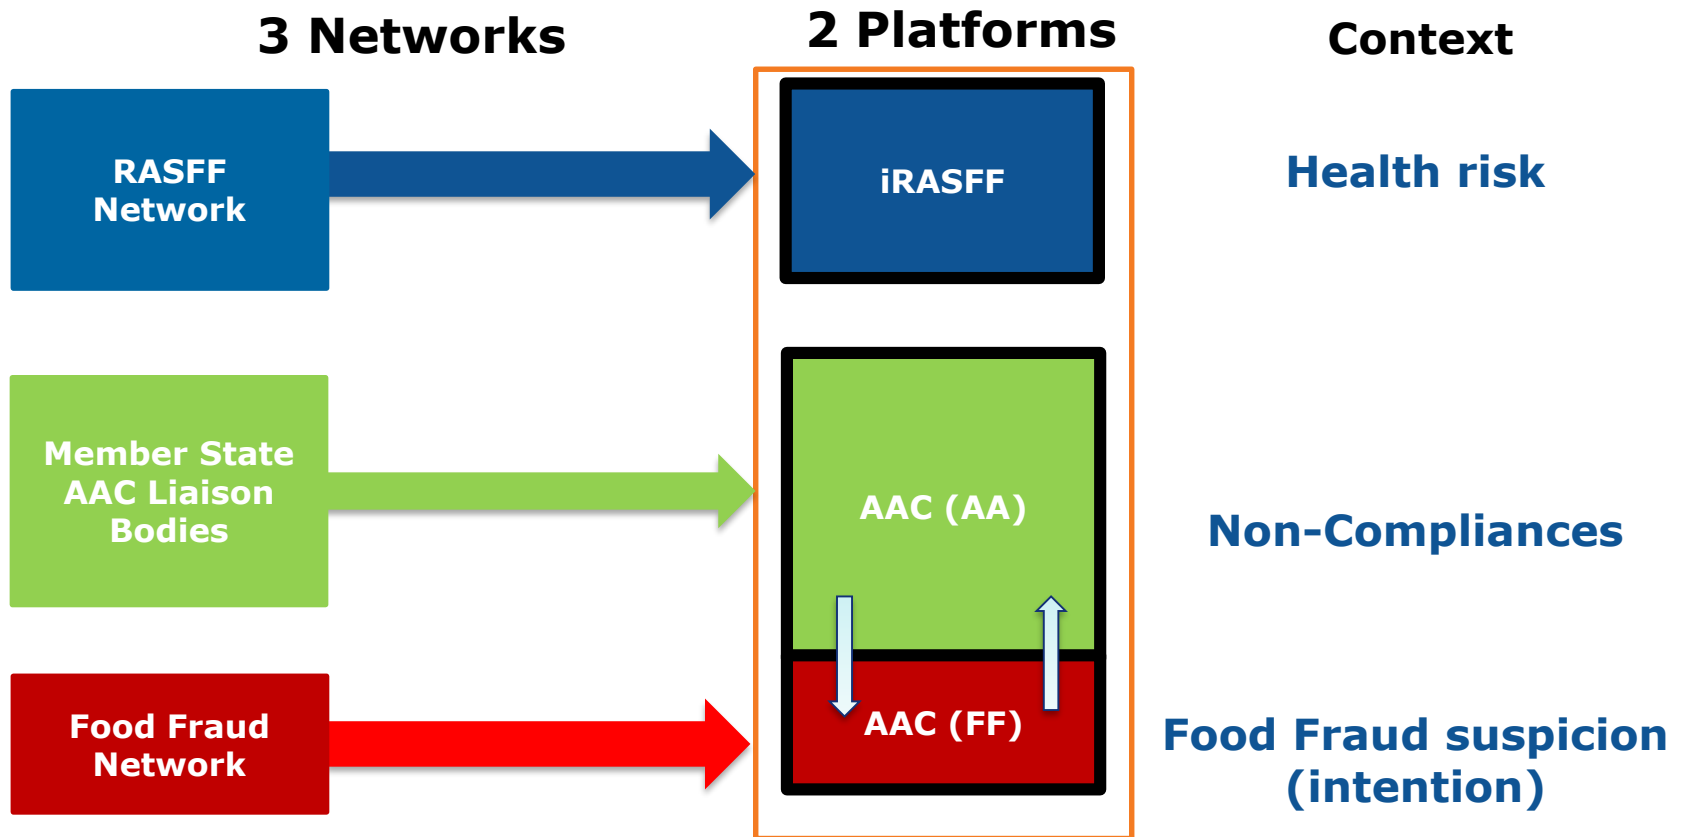 3 Networks
2 Platforms
Context
RASFF
Network
iRASFF
Health risk
Member State
AAC Liaison
Bodies
AAC (AA)
Non-Compliances
Food Fraud
Network
AAC (FF)
Food Fraud suspicion
(intention)